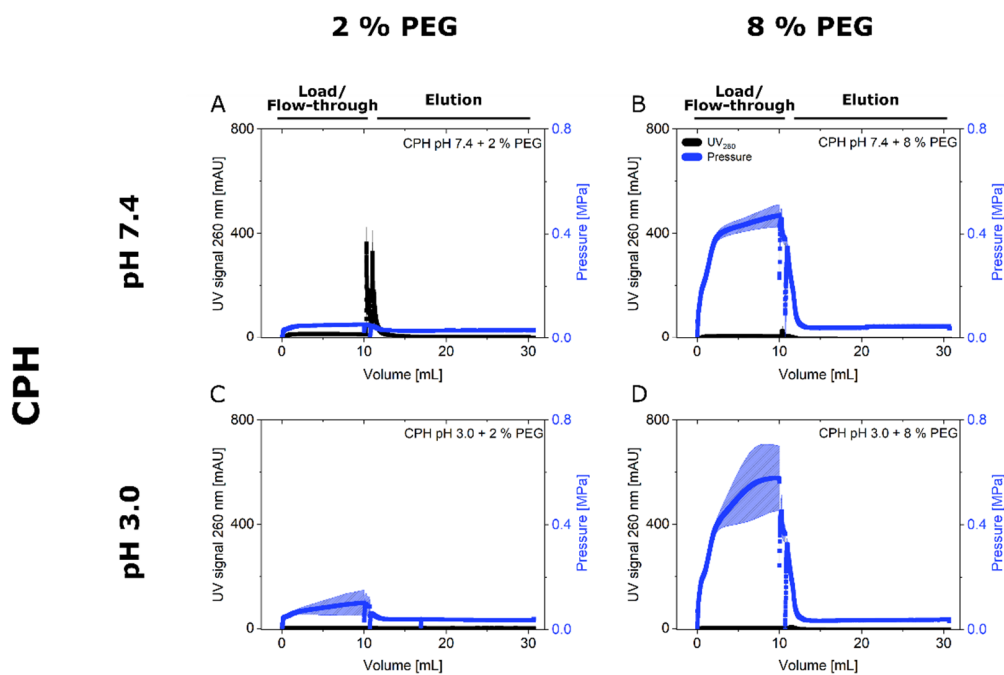 2 % PEG
8 % PEG
CPH
pH 7.4
pH 3.0
A
Load/
Flow-through
Elution
800
400
0
UV signal 260 nm [mAU]
0.8
0.4
0.0
Pressure [MPa]
CPH pH 7.4 + 2 % PEG
0
10
20
30
Volume [mL]
B
Load/
Flow-through
Elution
800
400
0
UV signal 260 nm [mAU]
0.8
0.4
0.0
Pressure [MPa]
UV260
Pressure
CPH pH 7.4 + 8 % PEG
0
10
20
30
Volume [mL]
C
800
400
0
UV signal 260 nm [mAU]
0.8
0.4
0.0
Pressure [MPa]
CPH pH 3.0 + 2 % PEG
0
10
20
30
Volume [mL]
D
800
400
0
UV signal 260 nm [mAU]
0.8
0.4
0.0
Pressure [MPa]
CPH pH 3.0 + 8 % PEG
0
10
20
30
Volume [mL]